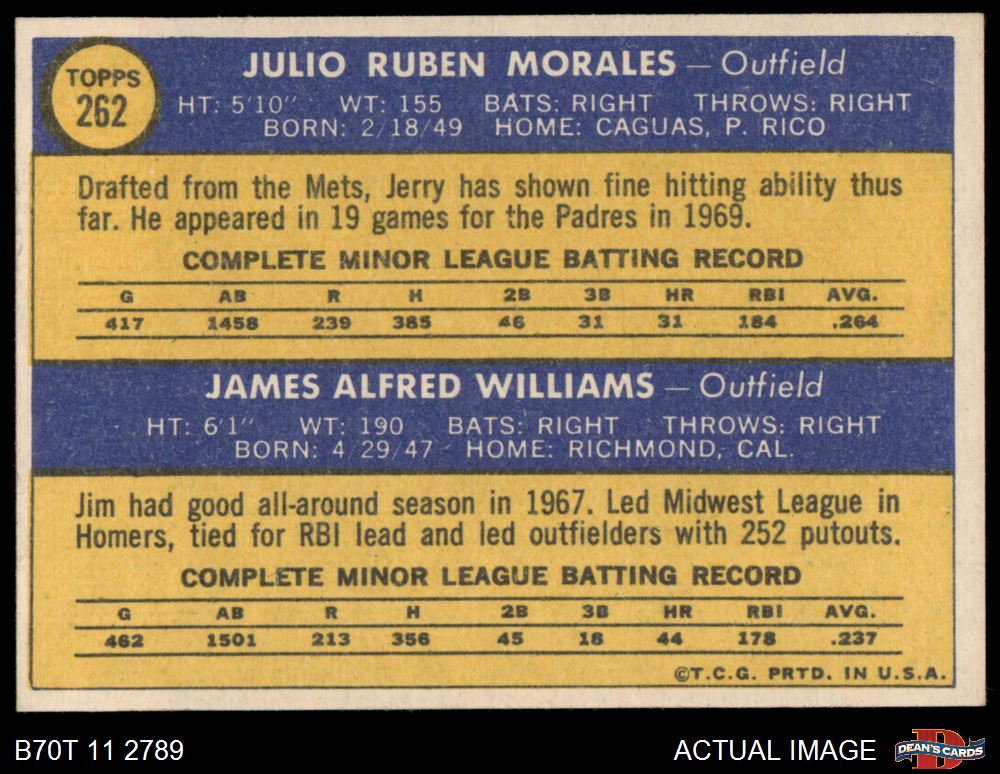 TOPPS
262
JULIO RUBEN MORALES — Outfield
HT: 5'10" WT: 155 BATS: RIGHT THROWS: RIGHT
BORN: 2/18/49 HOME: CAGUAS, P. RICO
Drafted from the Mets, Jerry has shown fine hitting ability thus
far. He appeared in 19 games for the Padres in 1969.
COMPLETE MINOR LEAGUE BATTING RECORD
G AB R H 2B 3B HR RBI AVG.
417 1458 239 385 46 31 31 184 .264
JAMES ALFRED WILLIAMS — Outfield
HT: 6'1" WT: 190 BATS: RIGHT THROWS: RIGHT
BORN: 4/29/47 HOME: RICHMOND, CAL.
Jim had good all-around season in 1967. Led Midwest League in
Homers, tied for RBI lead and led outfielders with 252 putouts.
COMPLETE MINOR LEAGUE BATTING RECORD
G AB R H 2B 3B HR RBI AVG.
462 1501 213 356 45 18 44 178 .237
©T.C.G. PRTD. IN U.S.A.
B70T 11 2789
ACTUAL IMAGE
D
DEAN'S CARDS